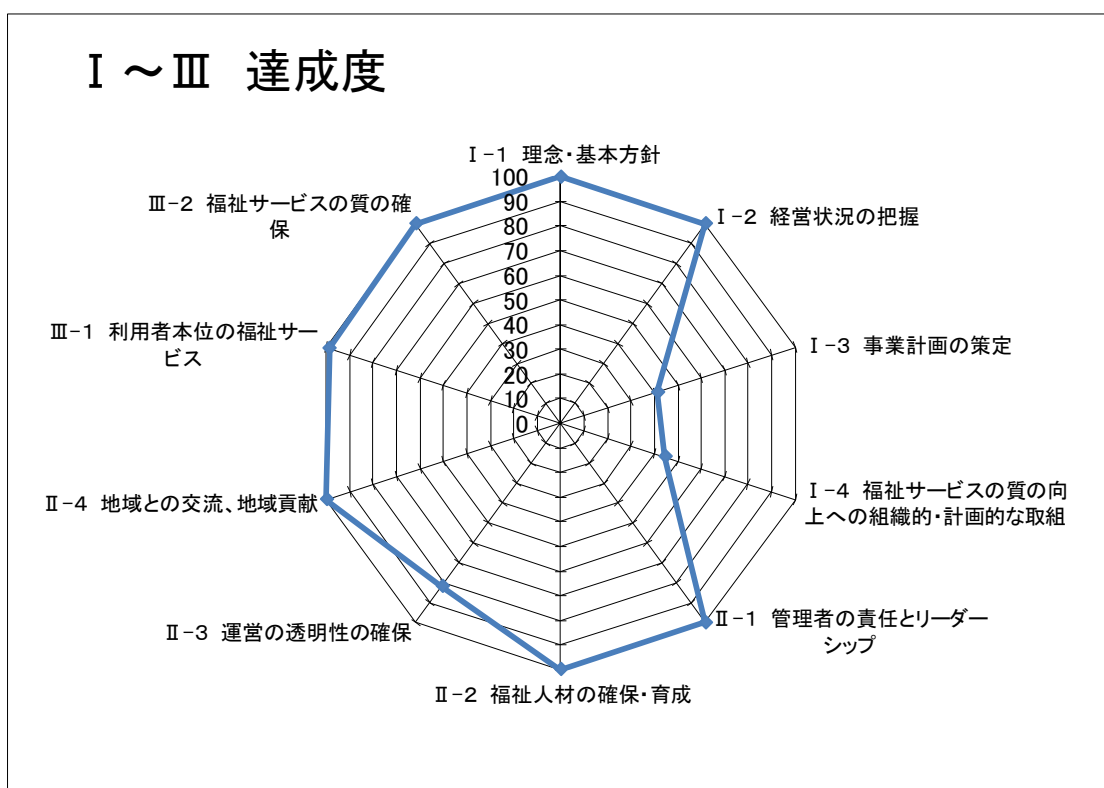 Ⅰ～Ⅲ 達成度
Ⅰ-1 理念・基本方針
100
90
80
70
60
50
40
30
20
10
0
Ⅰ-2 経営状況の把握
Ⅰ-3 事業計画の策定
Ⅰ-4 福祉サービスの質の向
上への組織的・計画的な取組
Ⅱ-1 管理者の責任とリーダー
シップ
Ⅱ-2 福祉人材の確保・育成
Ⅱ-3 運営の透明性の確保
Ⅱ-4 地域との交流、地域貢献
Ⅲ-1 利用者本位の福祉サー
ビス
Ⅲ-2 福祉サービスの質の確
保